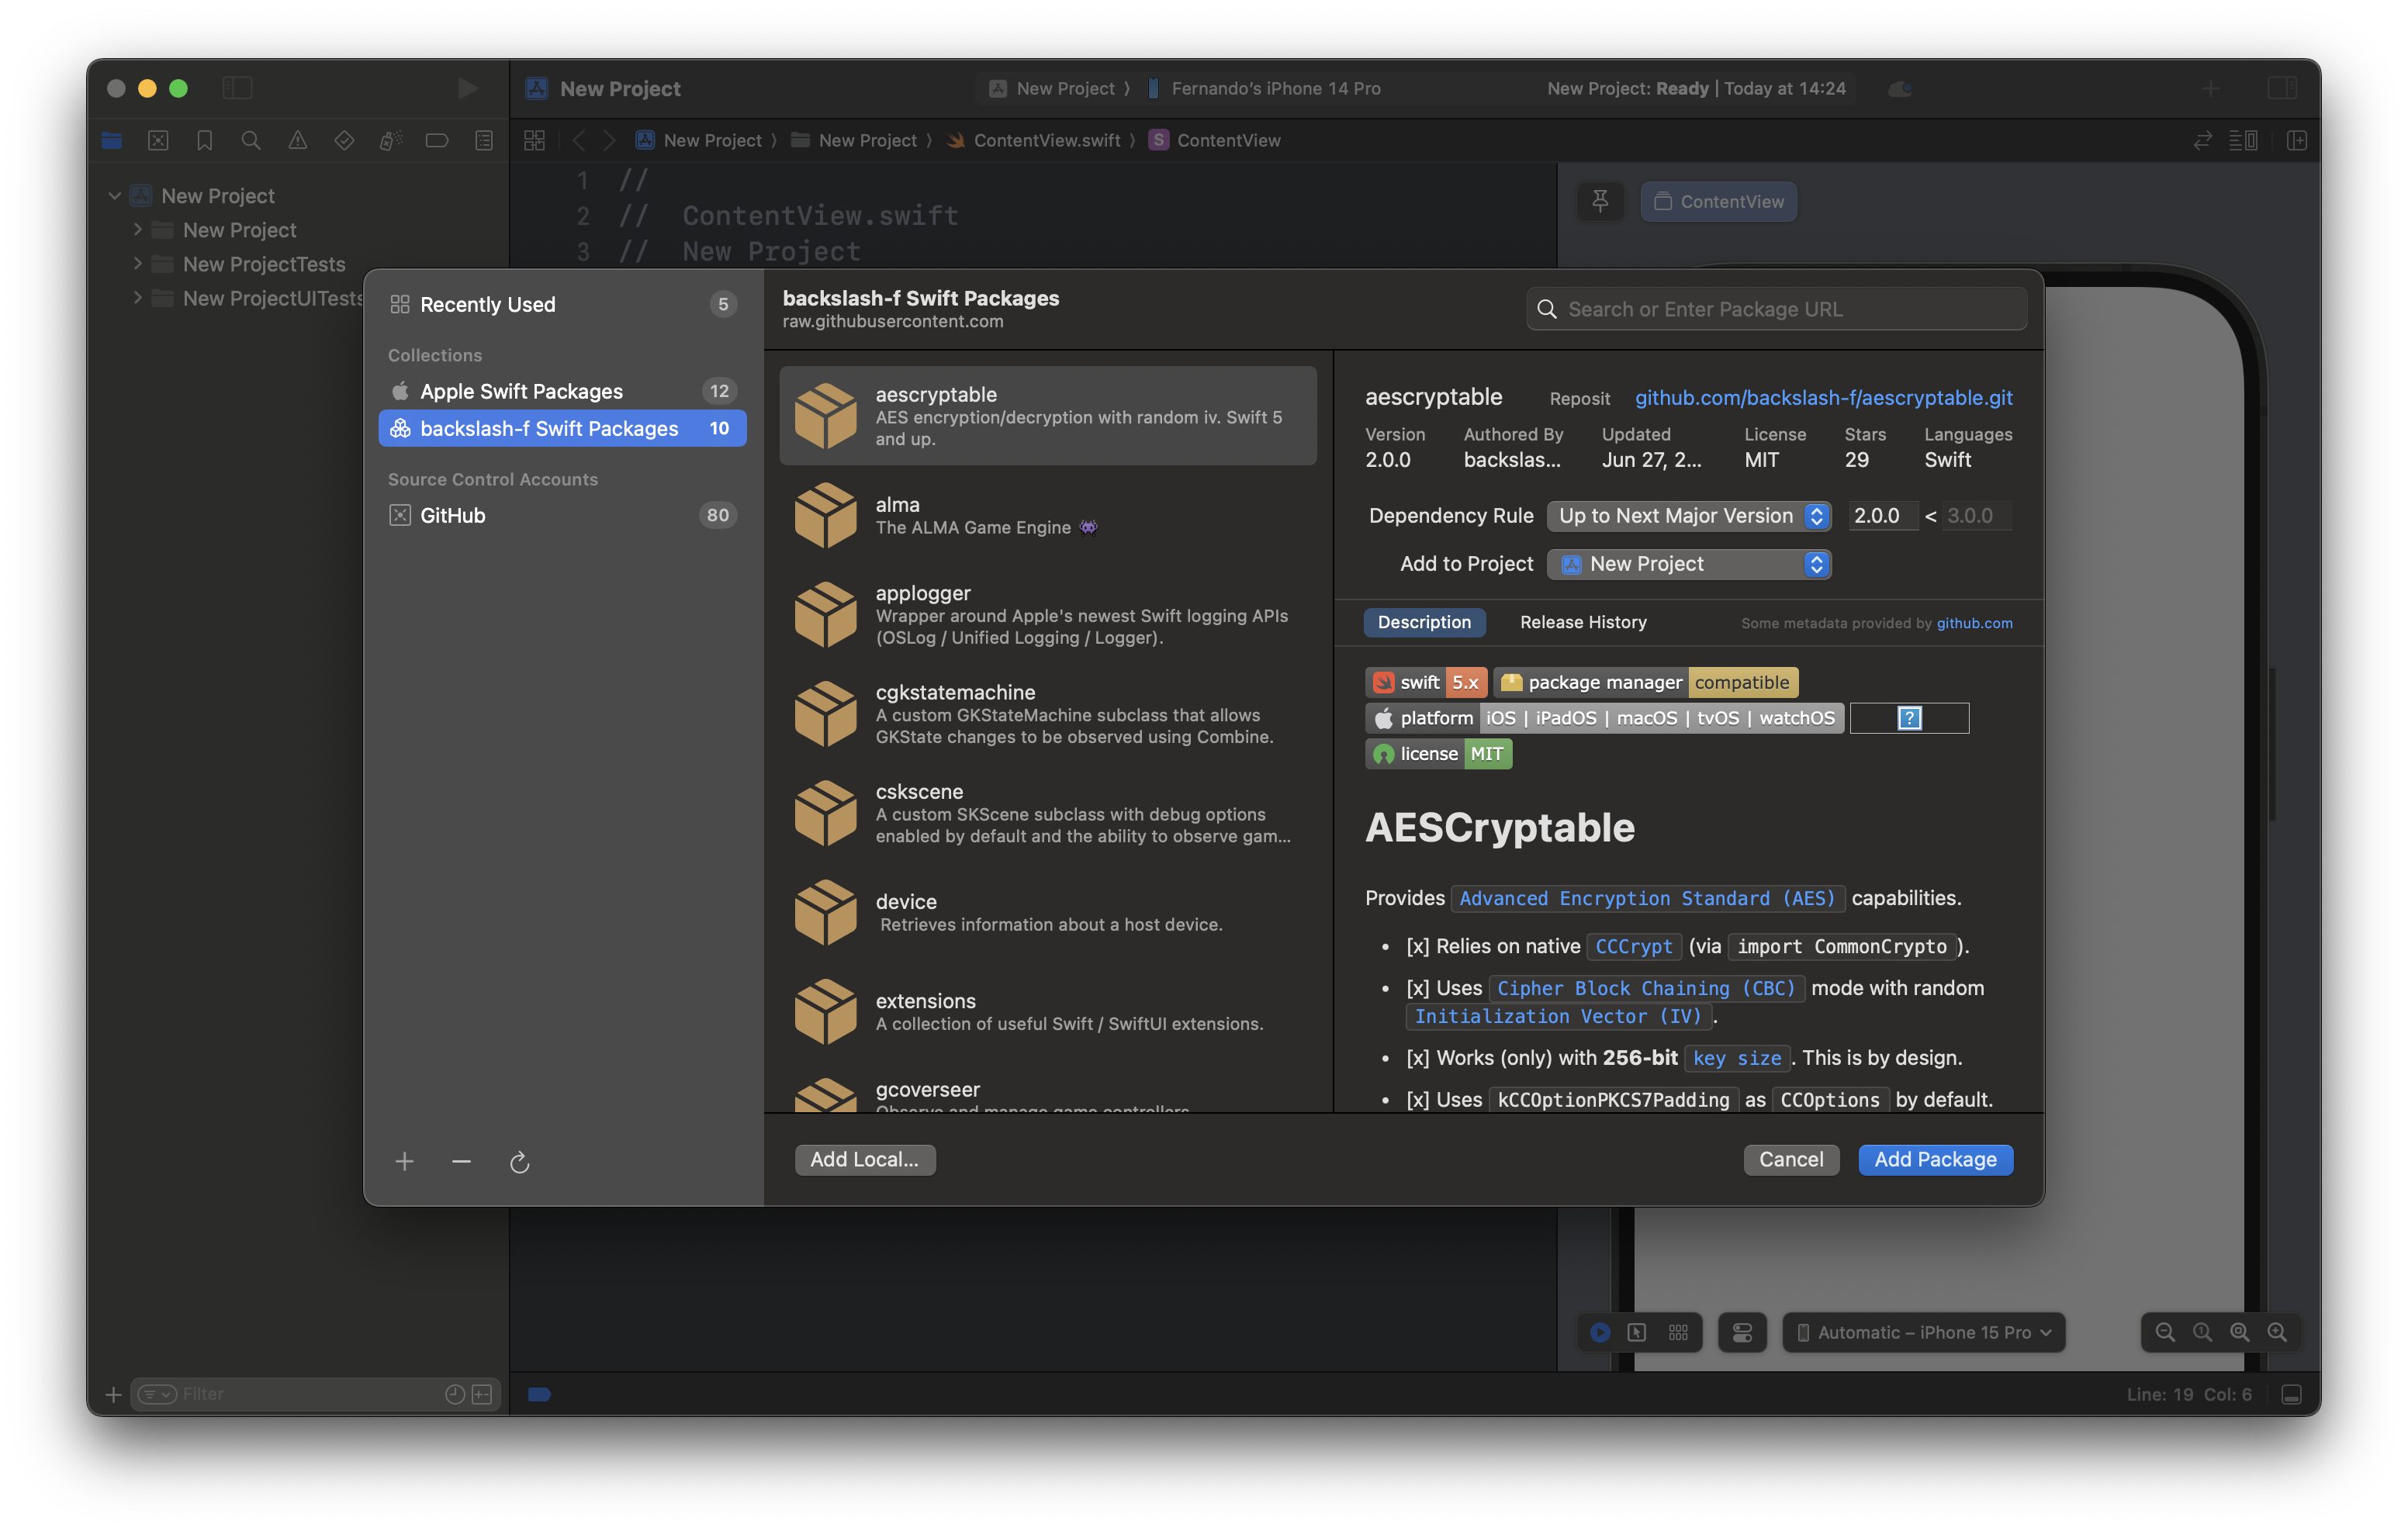 New Project
New Project ⟩ Fernando’s iPhone 14 Pro
New Project: Ready | Today at 14:24
New Project ⟩ New Project ⟩ ContentView.swift ⟩ S ContentView
New Project
New Project
New ProjectTests
New ProjectUITests
1 //
2 // ContentView.swift
3 // New Project
ContentView
Recently Used 5
Collections
Apple Swift Packages 12
backslash-f Swift Packages 10
Source Control Accounts
GitHub 80
backslash-f Swift Packages
raw.githubusercontent.com
Search or Enter Package URL
aescryptable
AES encryption/decryption with random iv. Swift 5
and up.
alma
The ALMA Game Engine 👾
applogger
Wrapper around Apple's newest Swift logging APIs
(OSLog / Unified Logging / Logger).
cgkstatemachine
A custom GKStateMachine subclass that allows
GKState changes to be observed using Combine.
cskscene
A custom SKScene subclass with debug options
enabled by default and the ability to observe gam...
device
Retrieves information about a host device.
extensions
A collection of useful Swift / SwiftUI extensions.
gcoverseer
Observe and manage game controllers
aescryptable Reposit github.com/backslash-f/aescryptable.git
Version Authored By Updated License Stars Languages
2.0.0 backslas... Jun 27, 2... MIT 29 Swift
Dependency Rule Up to Next Major Version 2.0.0 < 3.0.0
Add to Project New Project
Description Release History Some metadata provided by github.com
swift 5.x package manager compatible
platform iOS | iPadOS | macOS | tvOS | watchOS ?
license MIT
AESCryptable
Provides Advanced Encryption Standard (AES) capabilities.
• [x] Relies on native CCCrypt (via import CommonCrypto).
• [x] Uses Cipher Block Chaining (CBC) mode with random
Initialization Vector (IV).
• [x] Works (only) with 256-bit key size. This is by design.
• [x] Uses kCCOptionPKCS7Padding as CCOptions by default.
Add Local...
Cancel
Add Package
Automatic – iPhone 15 Pro
Filter
Line: 19 Col: 6